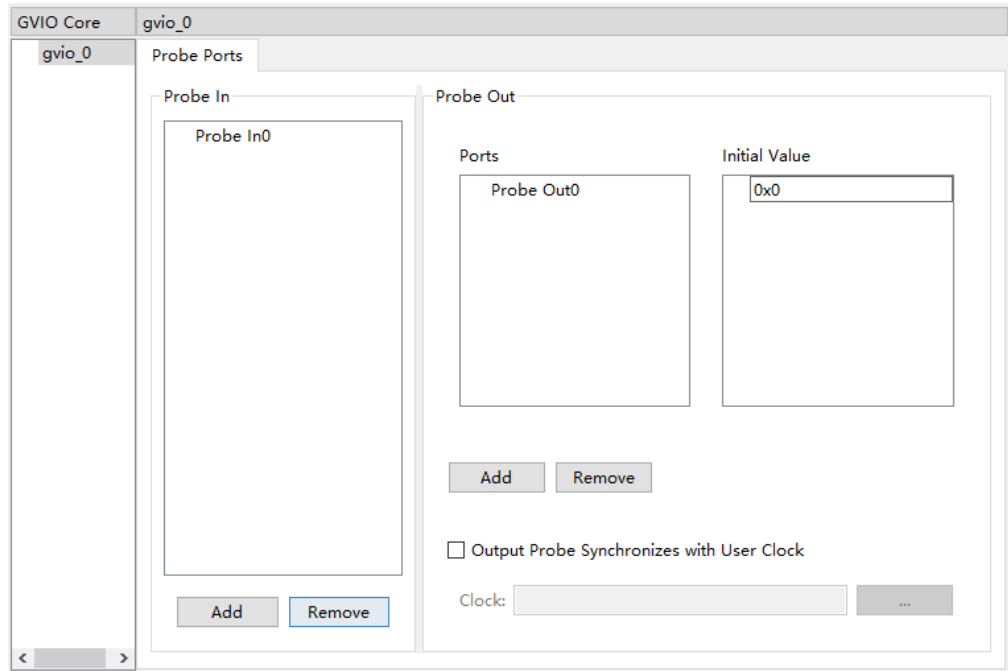 GVIO Core
gvio_0
gvio_0
Probe Ports
Probe In
Probe In0
Add
Remove
Probe Out
Ports
Initial Value
Probe Out0
0x0
Add
Remove
Output Probe Synchronizes with User Clock
Clock:
...